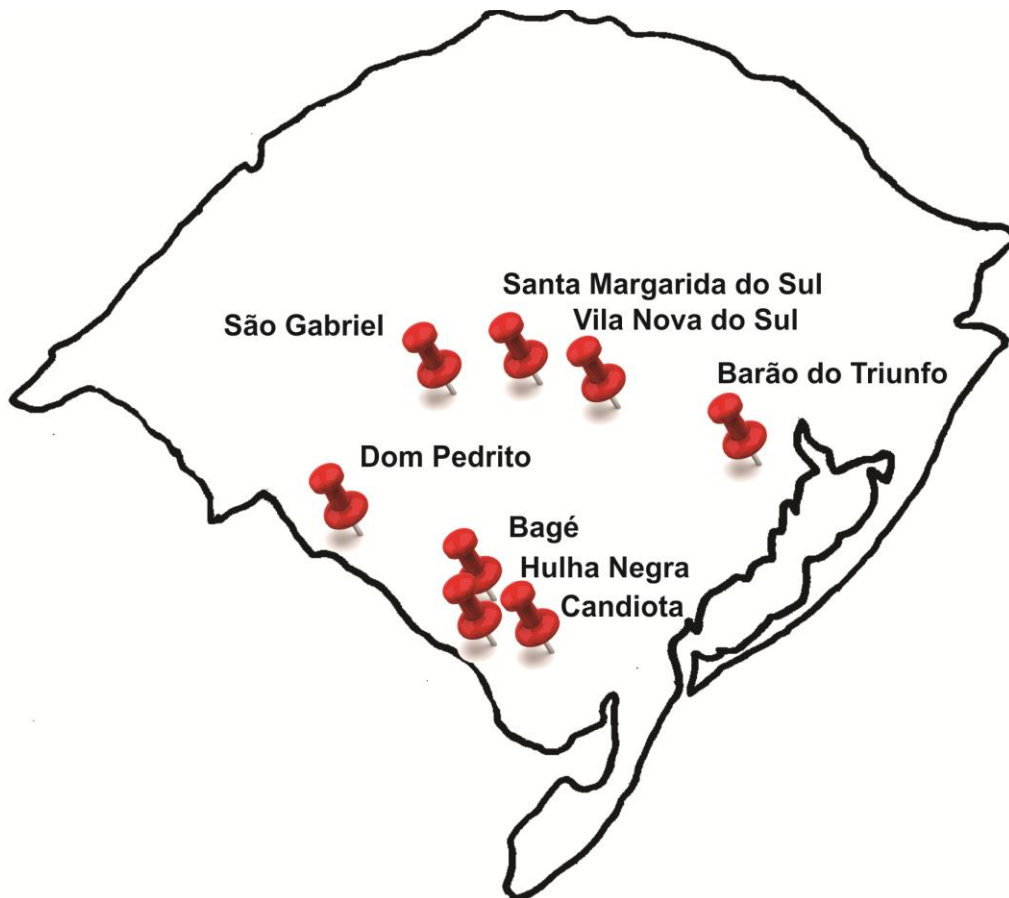 Santa Margarida do Sul
São Gabriel
Vila Nova do Sul
Barão do Triunfo
Dom Pedrito
Bagé
Hulha Negra
Candiota